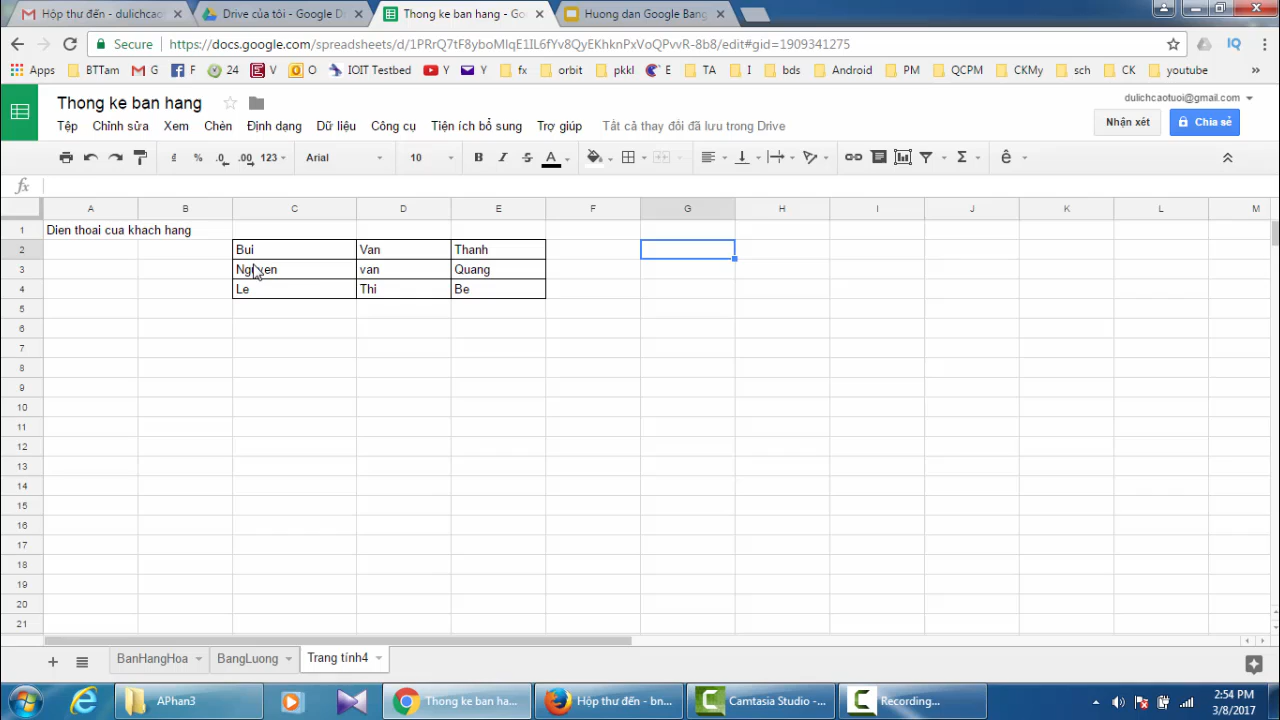 Hộp thư đến - dulichcaotu
Drive của tôi - Google Dr
Thong ke ban hang - Go
Huong dan Google Bang
Secure
https://docs.google.com/spreadsheets/d/1PRrQ7tF8yboMlqE1IL6fYv8QyEKhknPxVoQPvvR-8b8/edit#gid=1909341275
IQ
Apps BTTam G 24 V O IOIT Testbed Y Y fx orbit pkkl E TA I bds Android PM QCPM CKMy sch CK youtube »
Thong ke ban hang
dulichcaotuoi@gmail.com
Tệp Chỉnh sửa Xem Chèn Định dạng Dữ liệu Công cụ Tiện ích bổ sung Trợ giúp Tất cả thay đổi đã lưu trong Drive
Nhận xét Chia sẻ
₫ % .0 .00 123 Arial 10 B I S A Σ ê
fx
A B C D E F G H I J K L M
1 Dien thoai cua khach hang
2 Bui Van Thanh
3 Nguyen van Quang
4 Le Thi Be
5
6
7
8
9
10
11
12
13
14
15
16
17
18
19
20
21
+ BanHangHoa BangLuong Trang tính4
APhan3
Thong ke ban ha...
Hộp thư đến - bn...
Camtasia Studio -...
Recording...
2:54 PM
3/8/2017